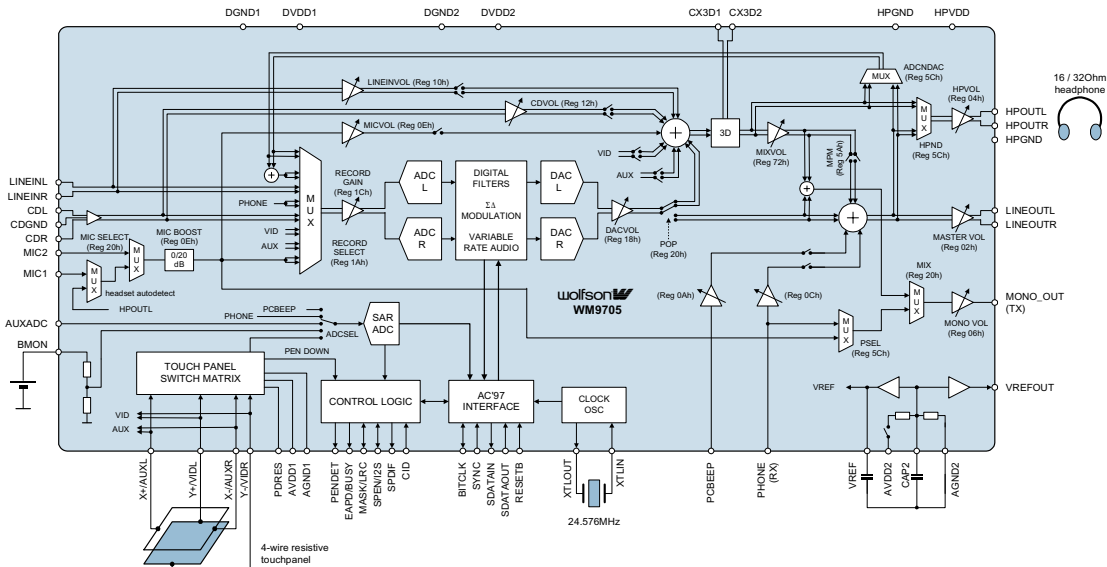 DGND1
DVDD1
DGND2
DVDD2
CX3D1
CX3D2
HPGND
HPVDD
LINEINVOL (Reg 10h)
CDVOL (Reg 12h)
MICVOL (Reg 0Eh)
VID
AUX
3D
MIXVOL
(Reg 72h)
MPM
(Reg 5Ah)
MUX
ADCNDAC
(Reg 5Ch)
MUX
HPND
(Reg 5Ch)
HPVOL
(Reg 04h)
HPOUTL
HPOUTR
HPGND
16 / 32Ohm
headphone
LINEINL
LINEINR
CDL
CDGND
CDR
MIC2
MIC1
AUXADC
BMON
MIC SELECT
(Reg 20h)
MIC BOOST
(Reg 0Eh)
0/20
dB
MUX
MUX
headset autodetect
HPOUTL
PHONE
VID
AUX
MUX
RECORD
GAIN
(Reg 1Ch)
RECORD
SELECT
(Reg 1Ah)
ADC
L
ADC
R
DIGITAL
FILTERS
ΣΔ
MODULATION
VARIABLE
RATE AUDIO
DAC
L
DAC
R
DACVOL
(Reg 18h)
POP
(Reg 20h)
LINEOUTL
LINEOUTR
MASTER VOL
(Reg 02h)
MIX
(Reg 20h)
MUX
MONO_OUT
(TX)
MONO VOL
(Reg 06h)
MUX
PSEL
(Reg 5Ch)
(Reg 0Ah)
(Reg 0Ch)
wolfson
WM9705
PCBEEP
PHONE
ADCSEL
SAR
ADC
PEN DOWN
TOUCH PANEL
SWITCH MATRIX
CONTROL LOGIC
AC'97
INTERFACE
CLOCK
OSC
VREF
VREFOUT
VID
AUX
X+/AUXL
Y+/VIDL
X-/AUXR
Y-/VIDR
PDRES
AVDD1
AGND1
PENDET
EAPD/BUSY
MASK/LRC
SPEN/I2S
SPDIF
CID
BITCLK
SYNC
SDATAIN
SDATAOUT
RESETB
XTLOUT
XTLIN
24.576MHz
PCBEEP
PHONE
(RX)
VREF
AVDD2
CAP2
AGND2
4-wire resistive
touchpanel